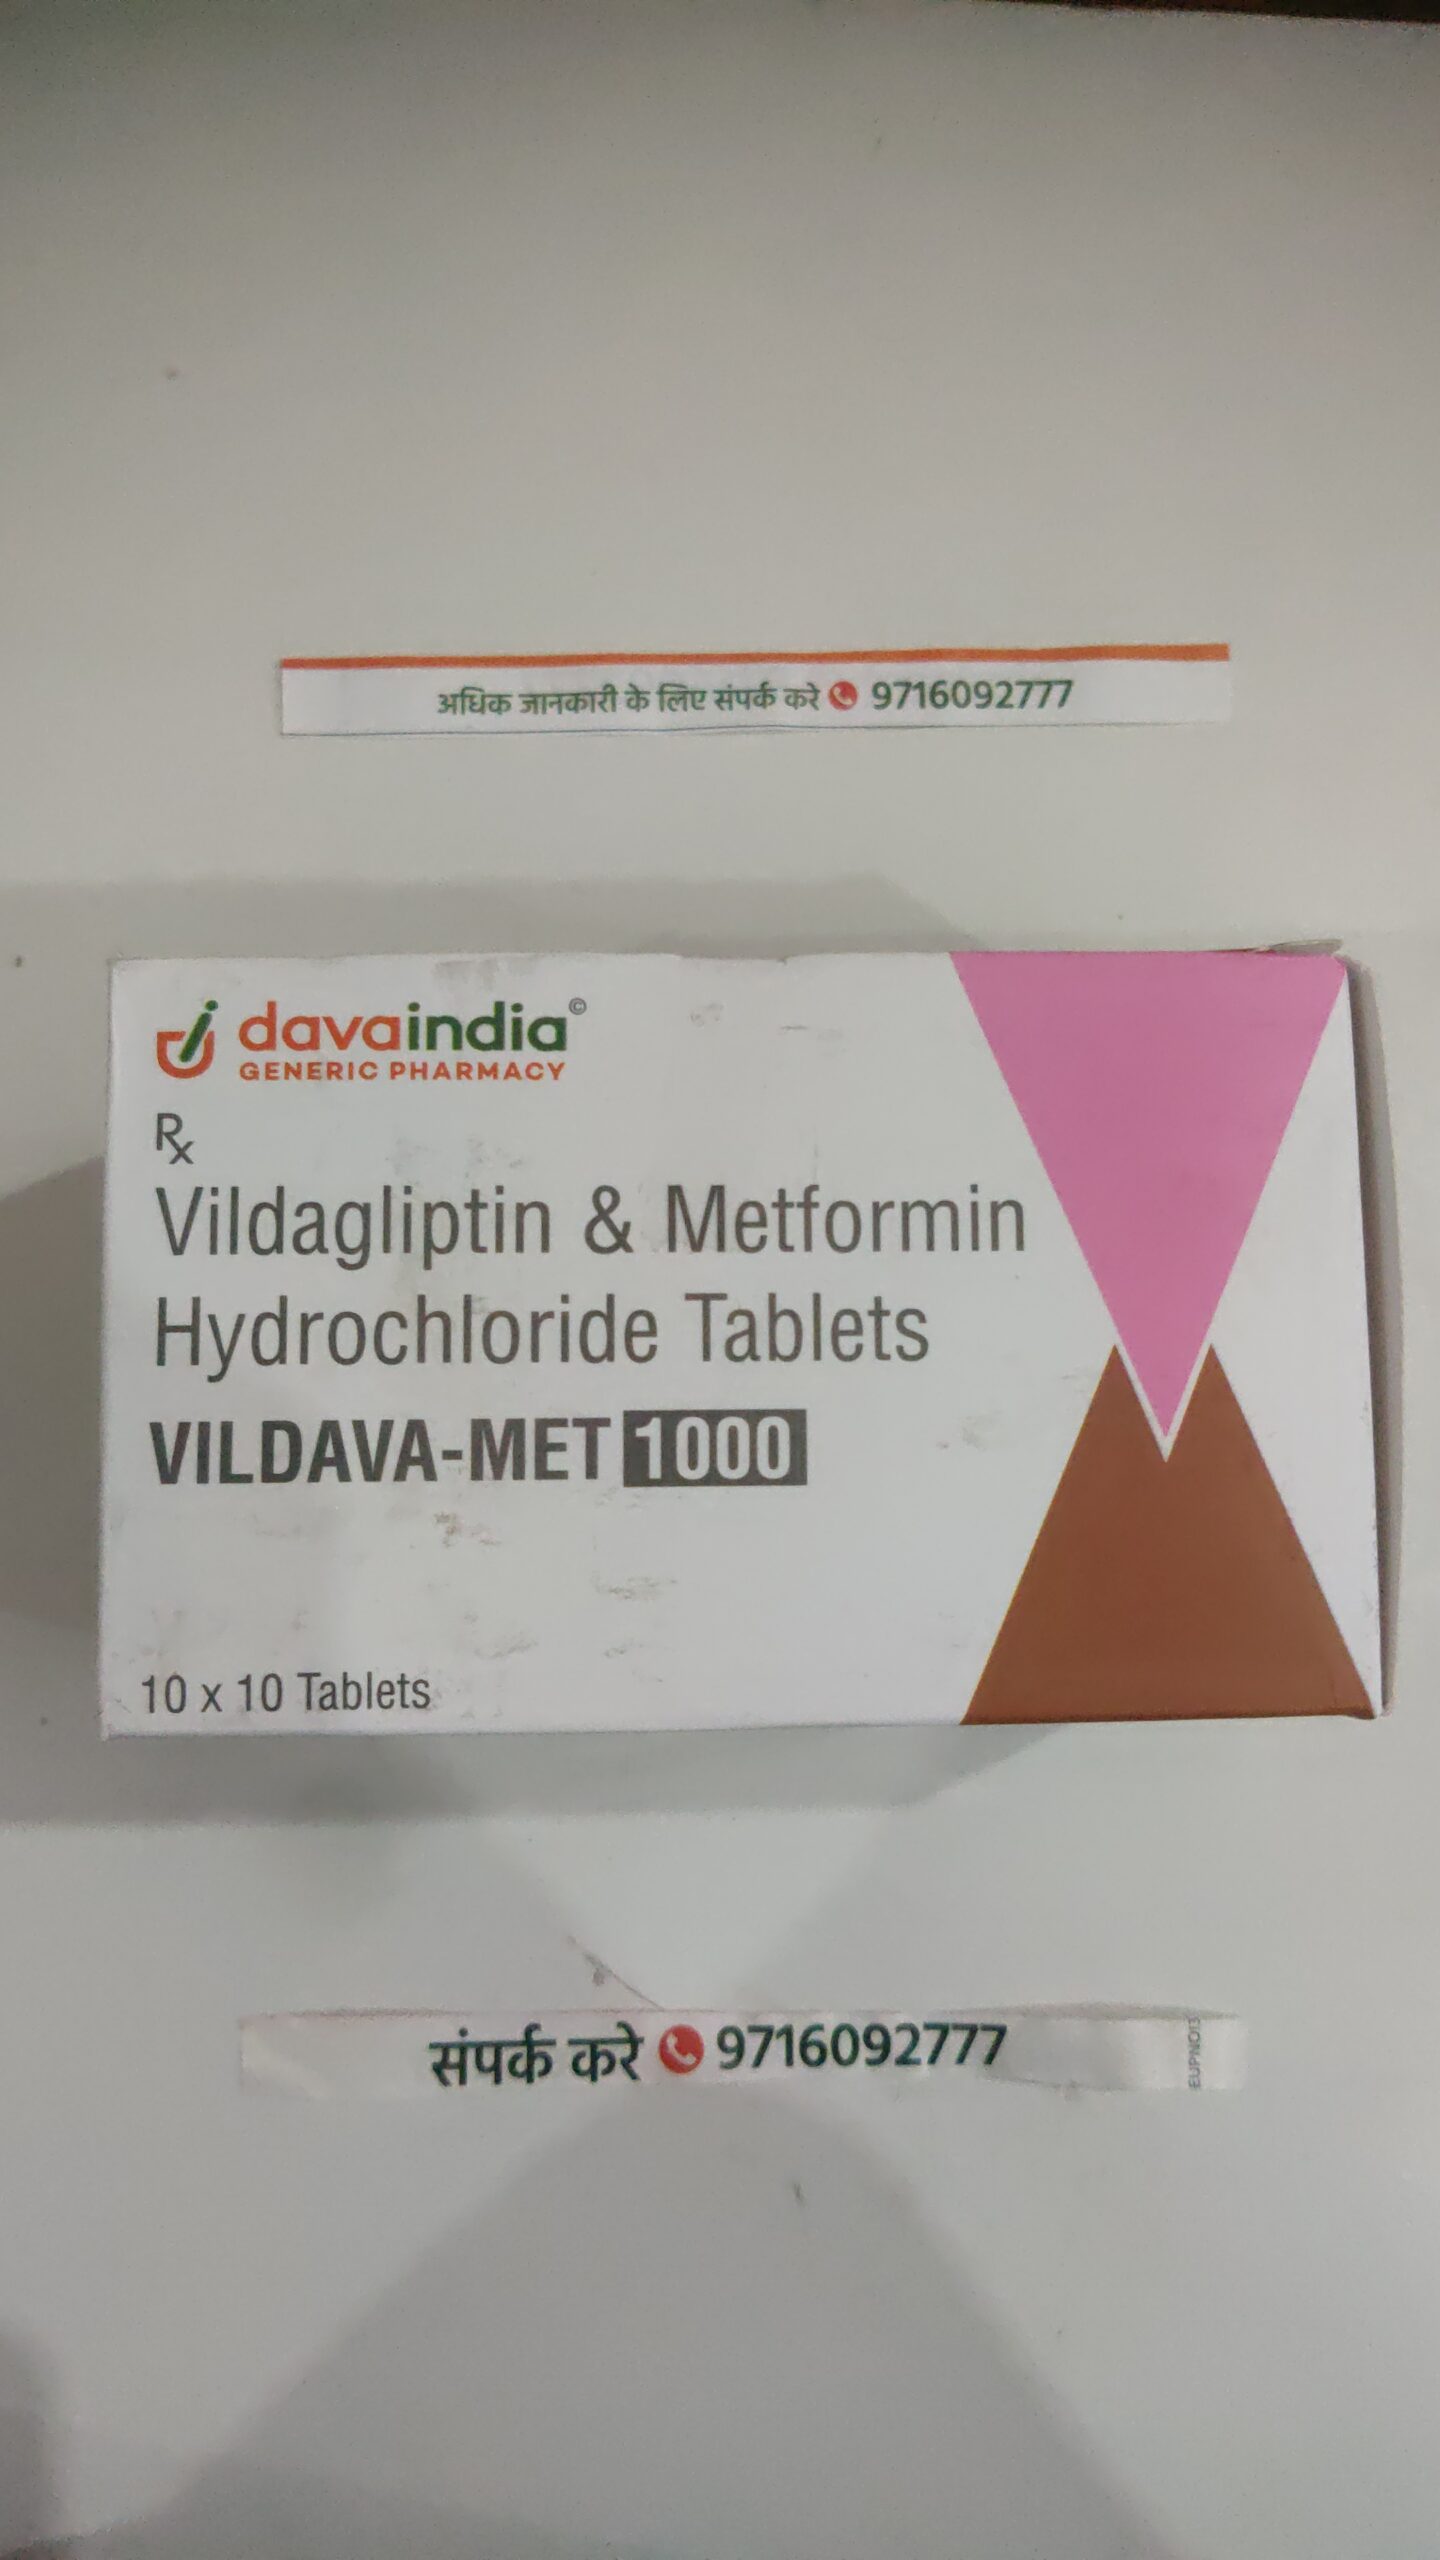 अधिक जानकारी के लिए संपर्क करे 9716092777
davaindia©
GENERIC PHARMACY
Rx
Vildagliptin & Metformin
Hydrochloride Tablets
VILDAVA-MET 1000
10 x 10 Tablets
संपर्क करे 9716092777
EUPNO13